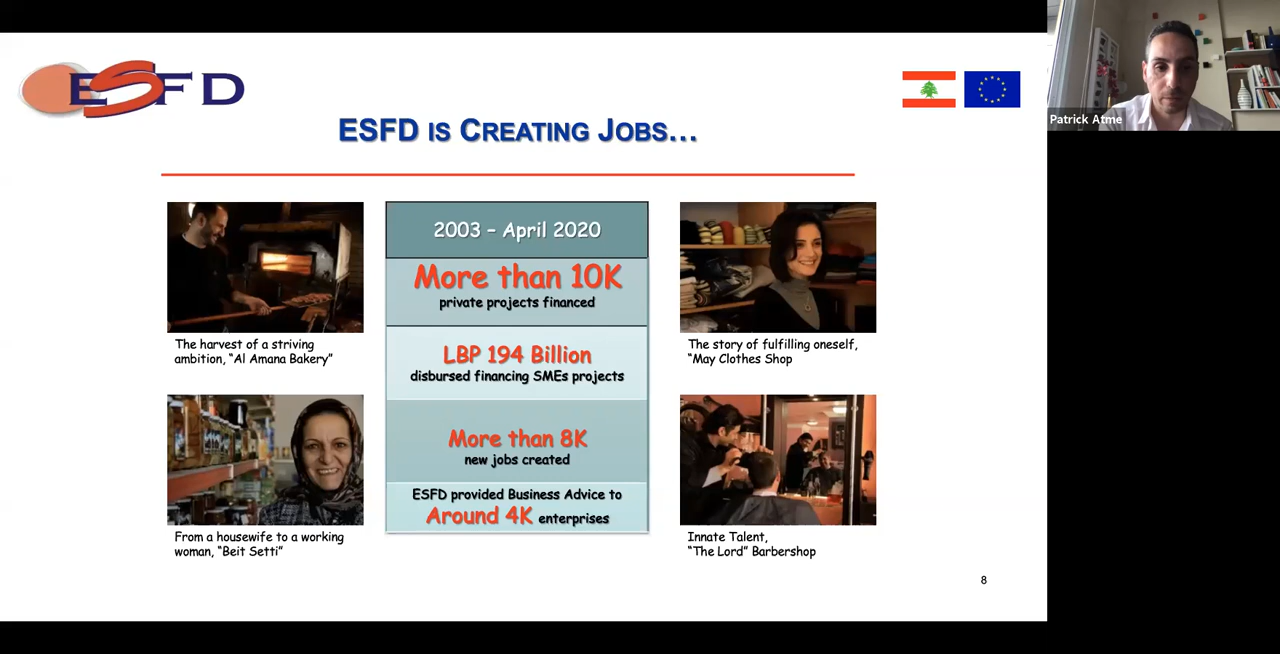 ESFD
ESFD IS CREATING JOBS...
Patrick Atme
2003 – April 2020
More than 10K
private projects financed
LBP 194 Billion
disbursed financing SMEs projects
More than 8K
new jobs created
ESFD provided Business Advice to
Around 4K enterprises
The harvest of a striving
ambition, “Al Amana Bakery”
The story of fulfilling oneself,
“May Clothes Shop
From a housewife to a working
woman, “Beit Setti”
Innate Talent,
“The Lord” Barbershop
8